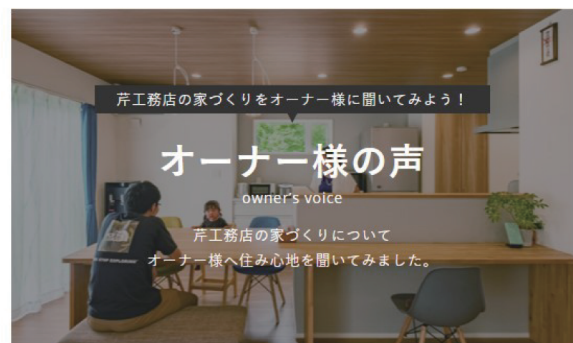 芹工務店の家づくりをオーナー様に聞いてみよう！
オーナー様の声
owner's voice
芹工務店の家づくりについて
オーナー様へ住み心地を聞いてみました。